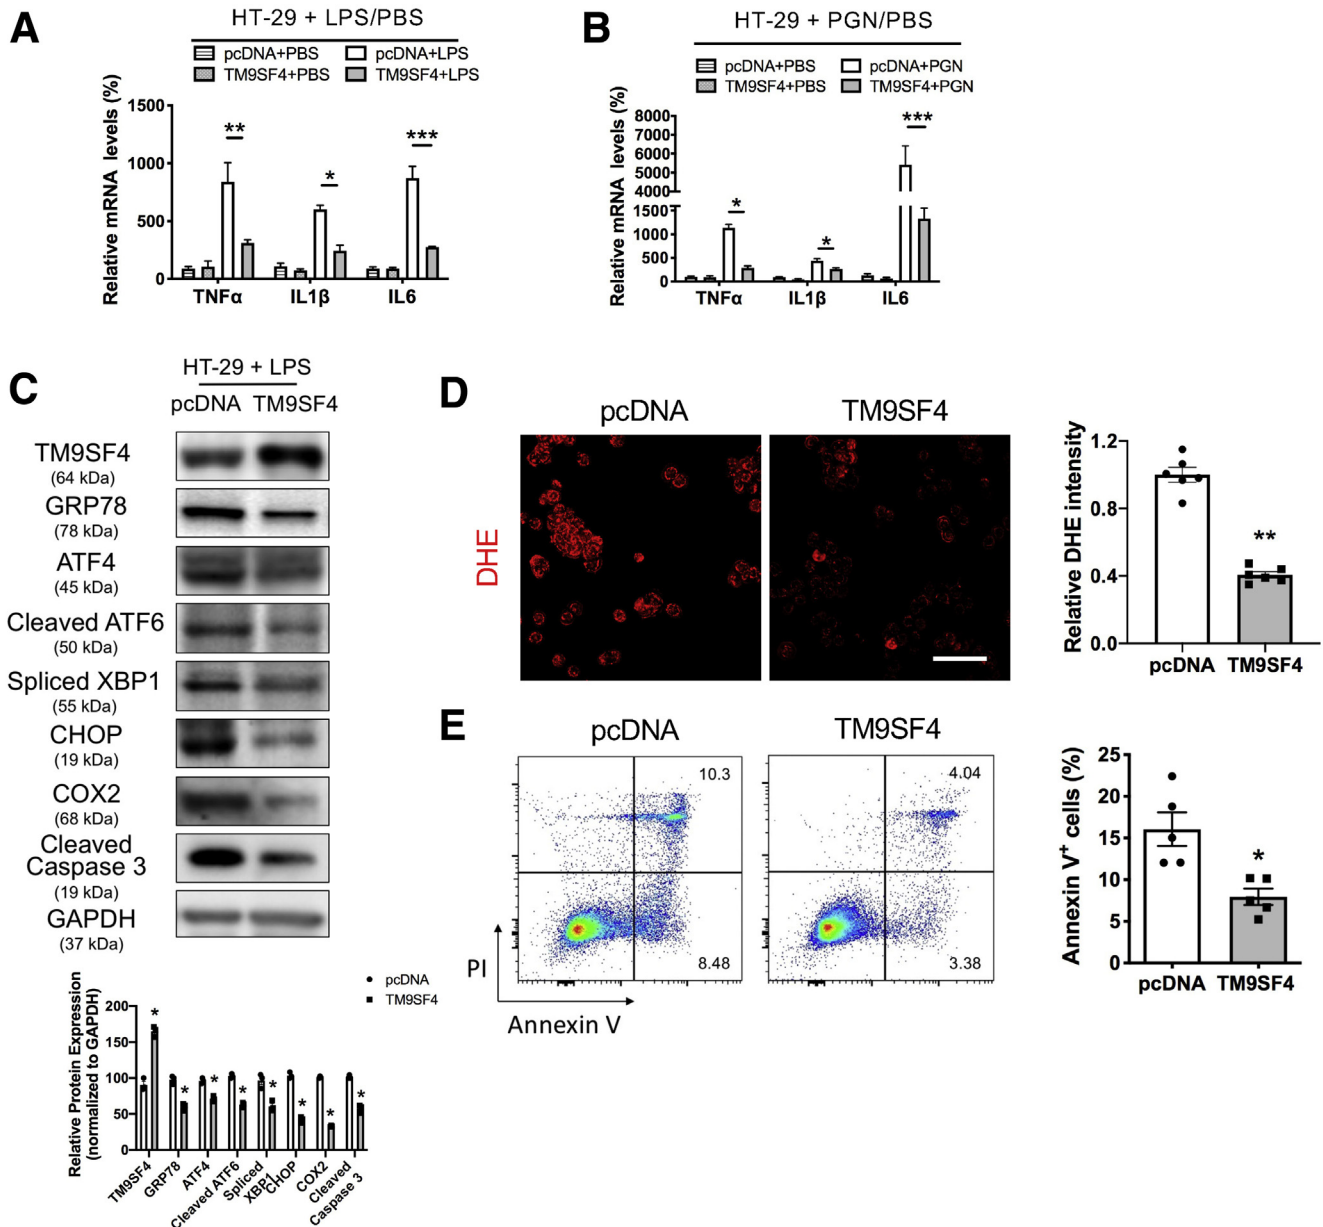 A
HT-29 + LPS/PBS
pcDNA+PBS pcDNA+LPS
TM9SF4+PBS TM9SF4+LPS
Relative mRNA levels (%)
1500
1000
500
0
** * ***
TNFα IL1β IL6
B
HT-29 + PGN/PBS
pcDNA+PBS pcDNA+PGN
TM9SF4+PBS TM9SF4+PGN
Relative mRNA levels (%)
8000
7000
6000
5000
4000
1500
1000
500
0
* * ***
TNFα IL1β IL6
C
HT-29 + LPS
pcDNA TM9SF4
TM9SF4
(64 kDa)
GRP78
(78 kDa)
ATF4
(45 kDa)
Cleaved ATF6
(50 kDa)
Spliced XBP1
(55 kDa)
CHOP
(19 kDa)
COX2
(68 kDa)
Cleaved
Caspase 3
(19 kDa)
GAPDH
(37 kDa)
pcDNA
TM9SF4
Relative Protein Expression
(normalized to GAPDH)
200
150
100
50
0
* * * * * * * *
TM9SF4
GRP78
ATF4
Cleaved ATF6
Spliced
XBP1
CHOP
COX2
Cleaved
Caspase 3
D
pcDNA TM9SF4
DHE
Relative DHE intensity
1.2
0.8
0.4
0.0
**
pcDNA TM9SF4
E
pcDNA TM9SF4
10.3
8.48
4.04
3.38
PI
Annexin V
Annexin V+ cells (%)
25
20
15
10
5
0
*
pcDNA TM9SF4